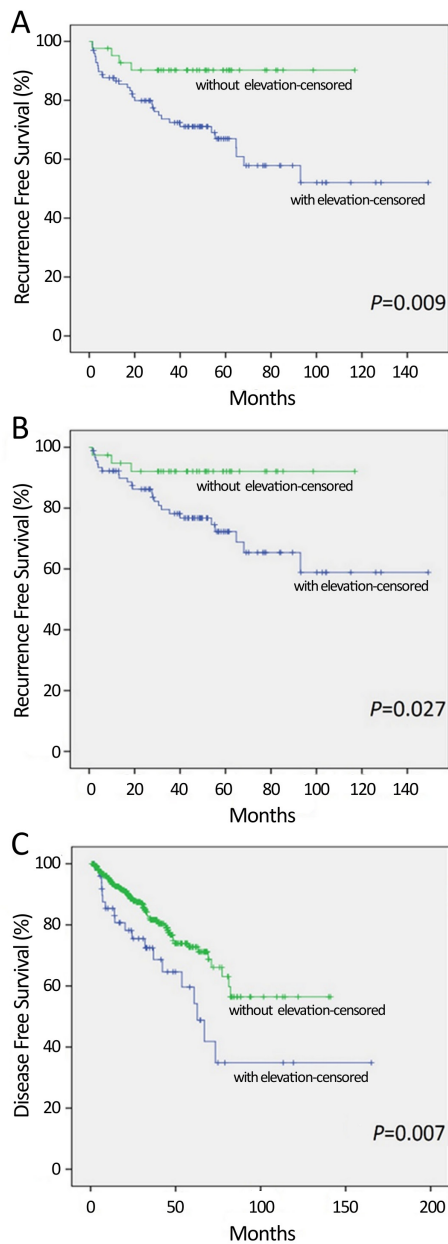 A
100
80
60
40
20
0
Recurrence Free Survival (%)
without elevation-censored
with elevation-censored
P=0.009
0 20 40 60 80 100 120 140
Months
B
100
80
60
40
20
0
Recurrence Free Survival (%)
without elevation-censored
with elevation-censored
P=0.027
0 20 40 60 80 100 120 140
Months
C
100
80
60
40
20
0
Disease Free Survival (%)
without elevation-censored
with elevation-censored
P=0.007
0 50 100 150 200
Months